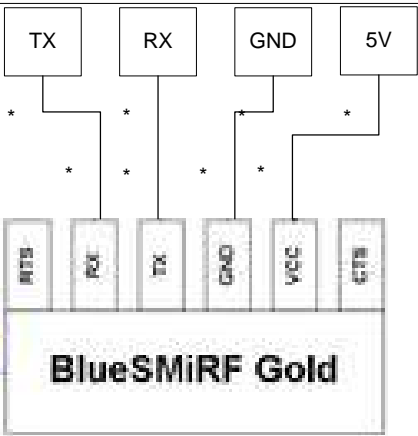 TX RX GND 5V
* * * *
* * * *
RTS RX TX GND VCC CTS
BlueSMiRF Gold